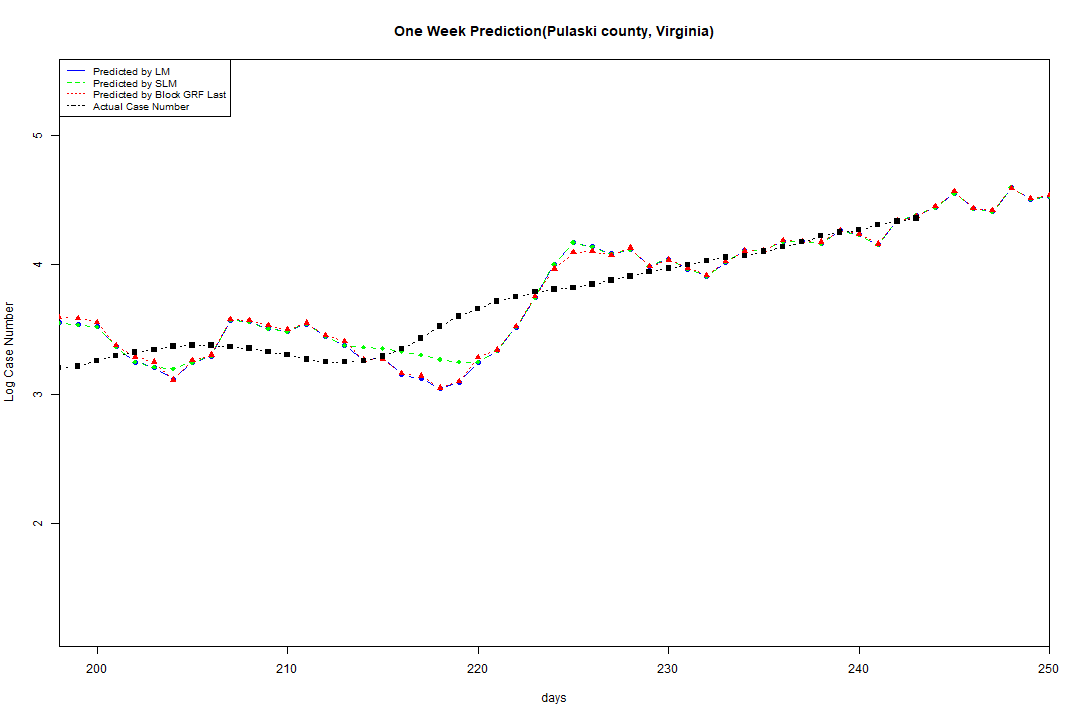 One Week Prediction(Pulaski county, Virginia)
Predicted by LM
Predicted by SLM
Predicted by Block GRF Last
Actual Case Number
5
4
3
2
Log Case Number
200 210 220 230 240 250
days